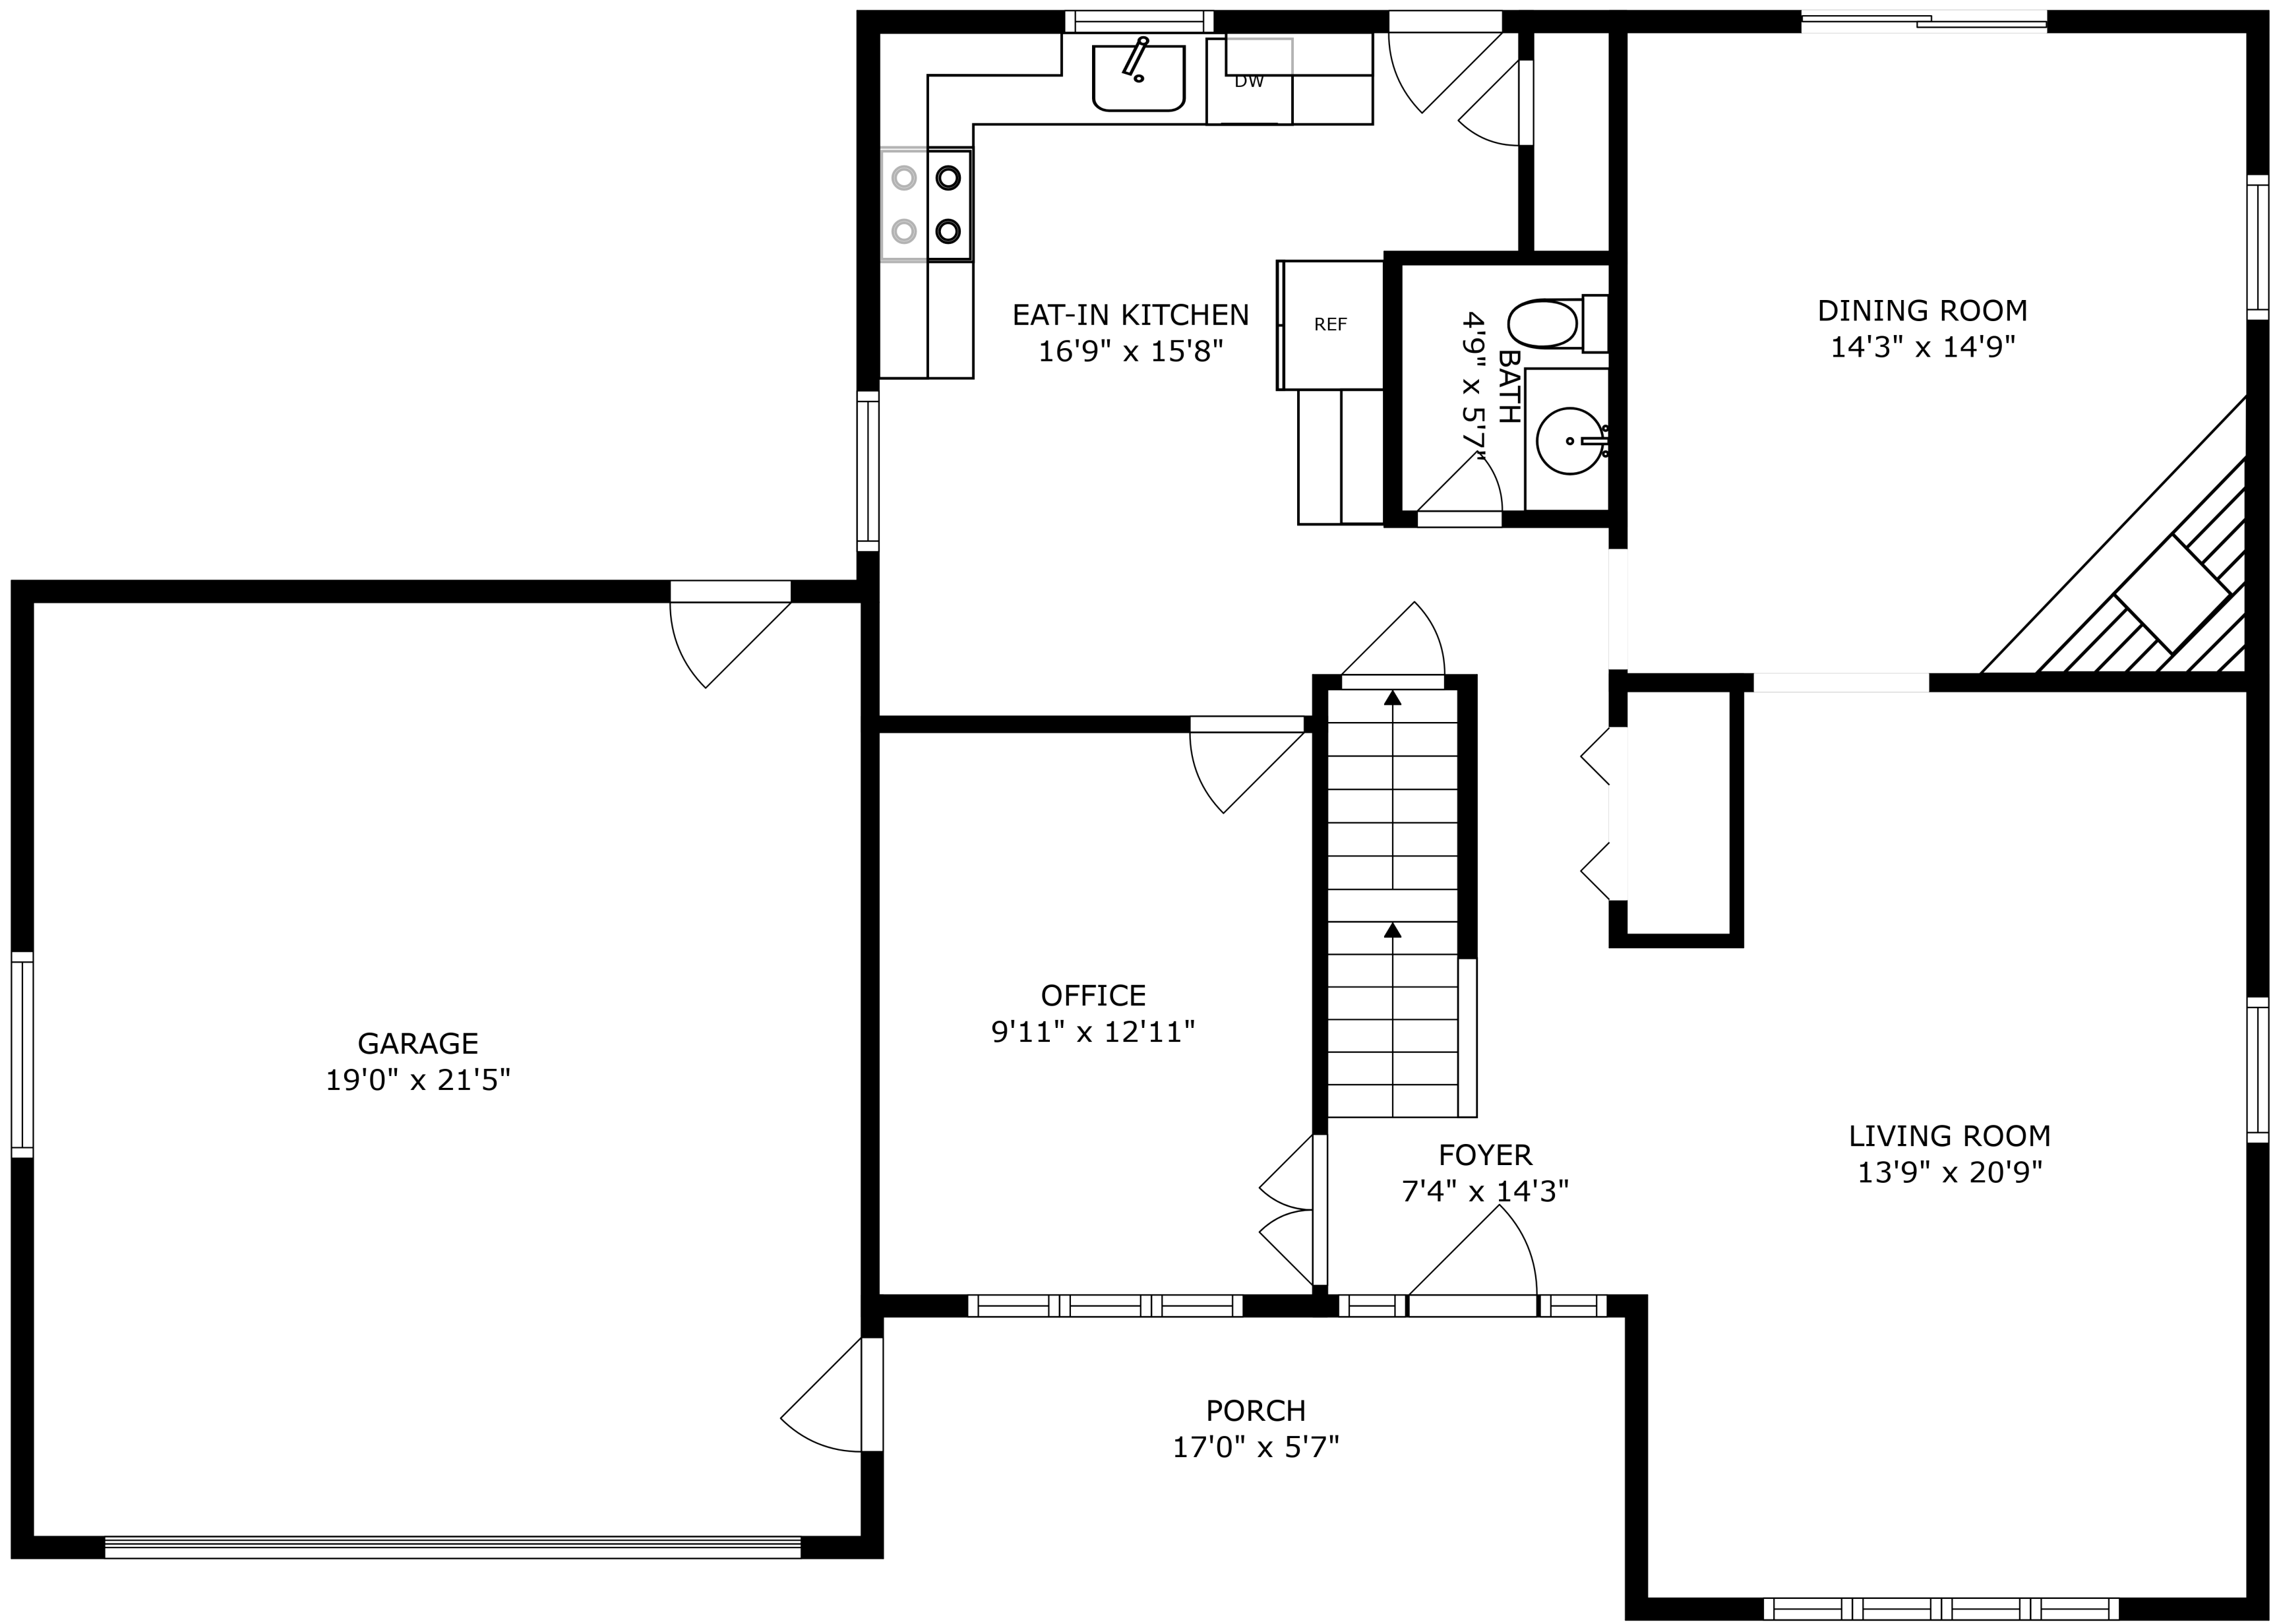 DW
EAT-IN KITCHEN
16'9" x 15'8"
REF
BATH
4'9" x 5'7"
DINING ROOM
14'3" x 14'9"
GARAGE
19'0" x 21'5"
OFFICE
9'11" x 12'11"
FOYER
7'4" x 14'3"
LIVING ROOM
13'9" x 20'9"
PORCH
17'0" x 5'7"